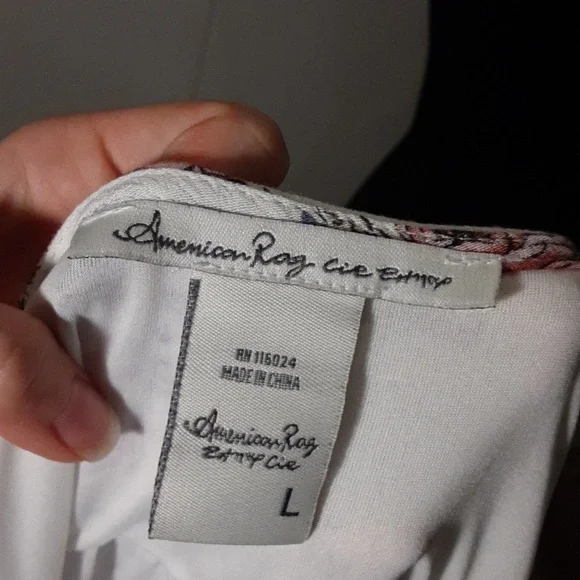 American Rag Cie
RN 116024
MADE IN CHINA
American Rag
Cie
L